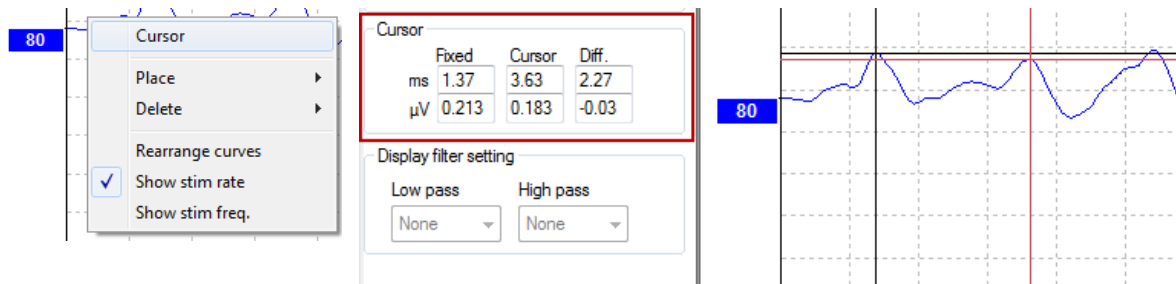 80
Cursor
Place
Delete
Rearrange curves
Show stim rate
Show stim freq.
Cursor
Fixed Cursor Diff.
ms 1.37 3.63 2.27
µV 0.213 0.183 -0.03
Display filter setting
Low pass High pass
None None
80